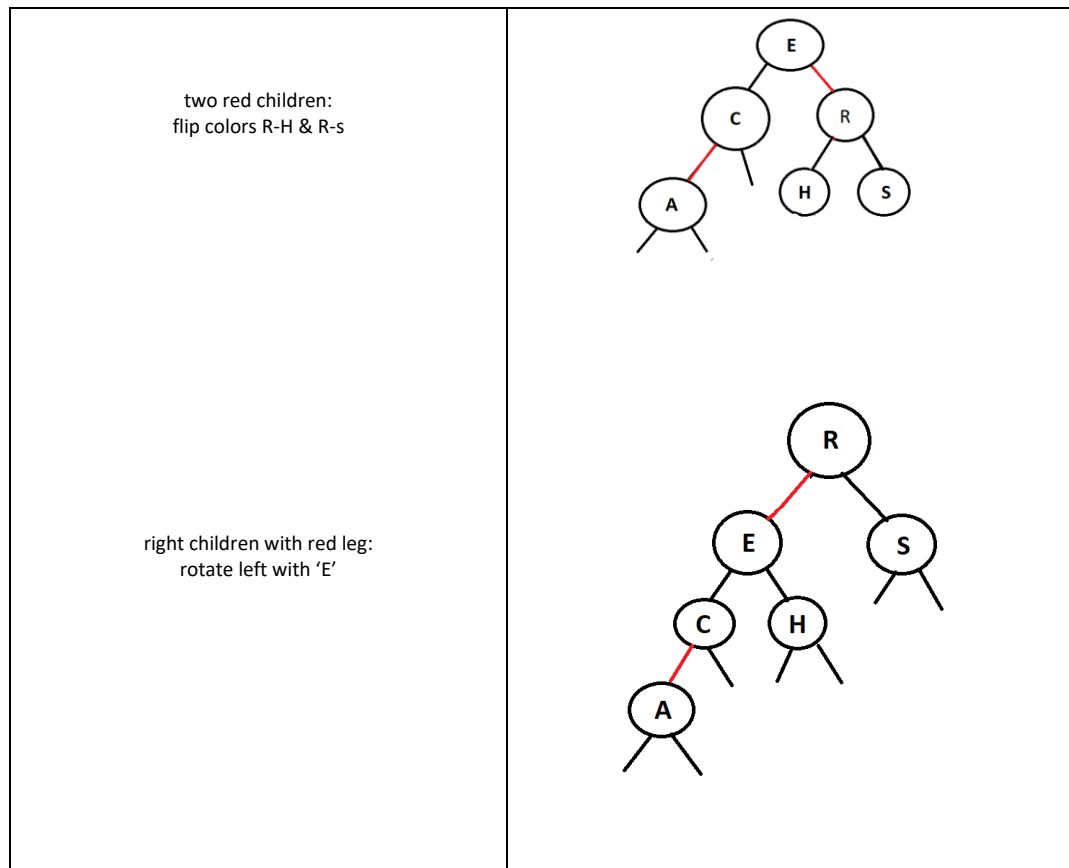 two red children:
flip colors R-H & R-s
E
C
R
A
H
S
right children with red leg:
rotate left with ‘E’
R
E
S
C
H
A